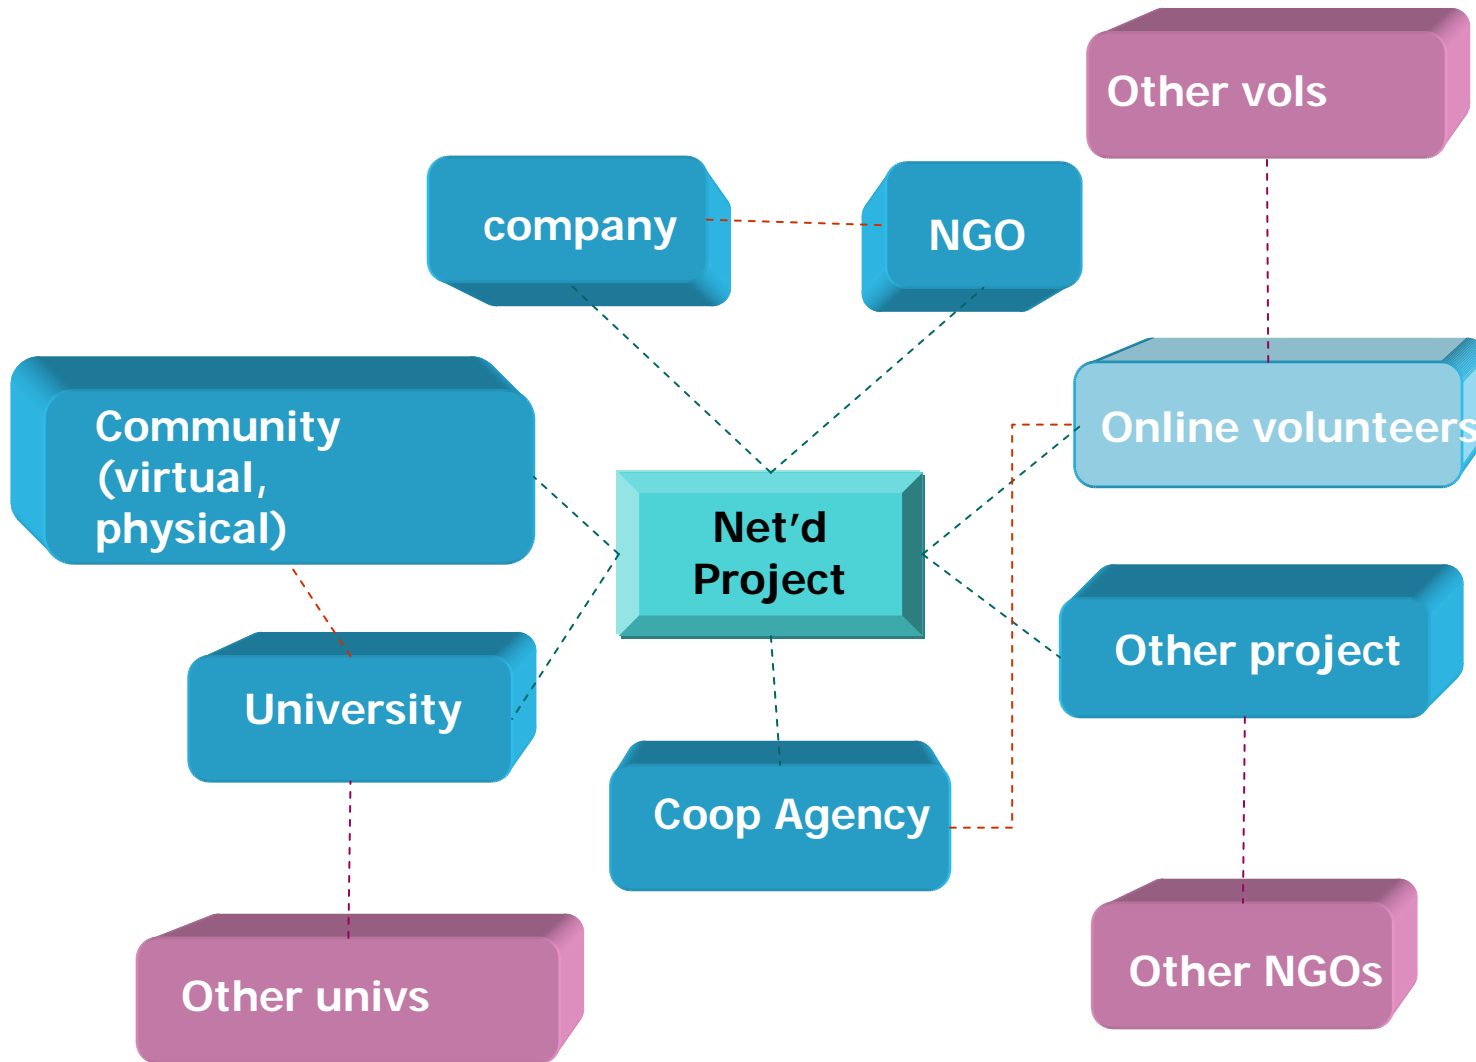 Other vols
company
NGO
Community
(virtual,
physical)
Online volunteers
Net’d
Project
Other project
University
Coop Agency
Other NGOs
Other univs